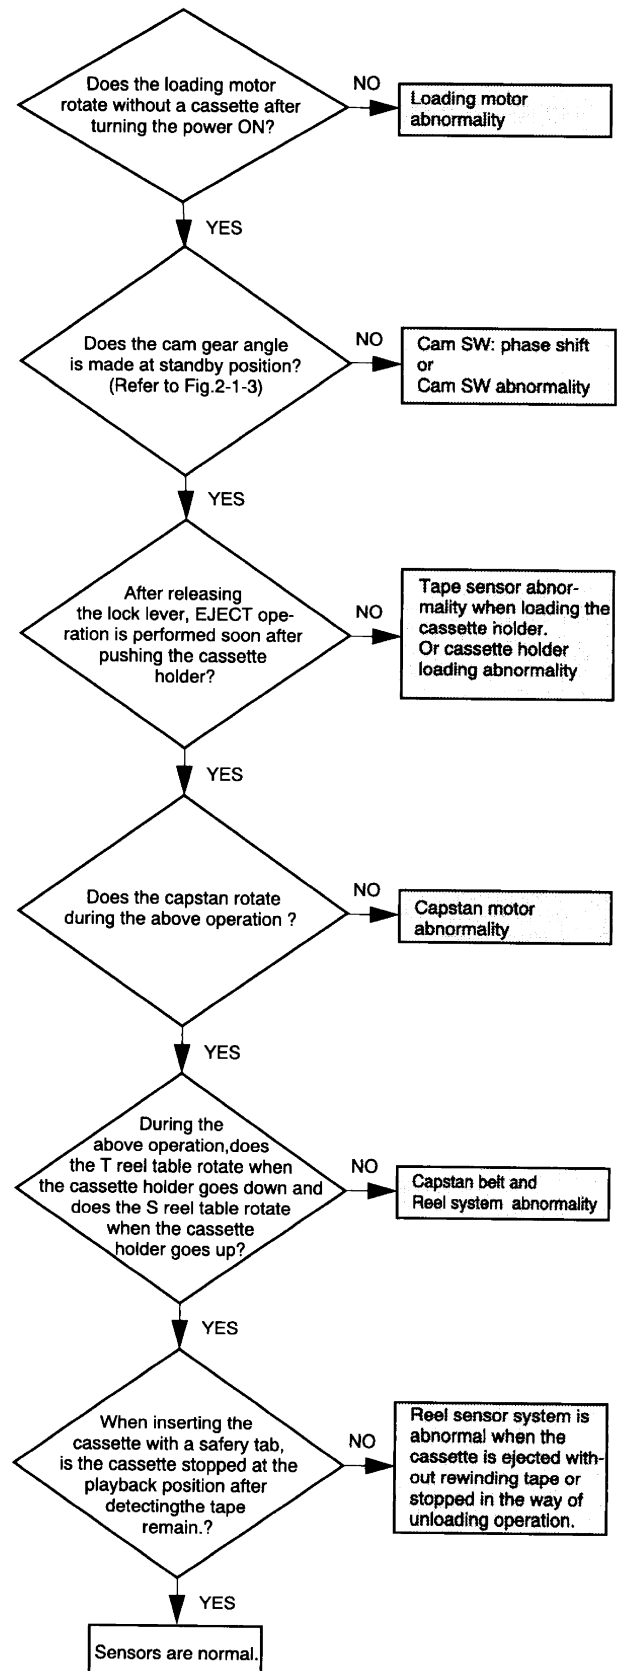 Does the loading motor
rotate without a cassette after
turning the power ON?
NO
Loading motor
abnormality
YES
Does the cam gear angle
is made at standby position?
(Refer to Fig.2-1-3)
NO
Cam SW: phase shift
or
Cam SW abnormality
YES
After releasing
the lock lever, EJECT ope-
ration is performed soon after
pushing the cassette
holder?
NO
Tape sensor abnor-
mality when loading the
cassette holder.
Or cassette holder
loading abnormality
YES
Does the capstan rotate
during the above operation ?
NO
Capstan motor
abnormality
YES
During the
above operation,does
the T reel table rotate when
the cassette holder goes down and
does the S reel table rotate
when the cassette
holder goes up?
NO
Capstan belt and
Reel system abnormality
YES
When inserting the
cassette with a safery tab,
is the cassette stopped at the
playback position after
detectingthe tape
remain.?
NO
Reel sensor system is
abnormal when the
cassette is ejected with-
out rewinding tape or
stopped in the way of
unloading operation.
YES
Sensors are normal.